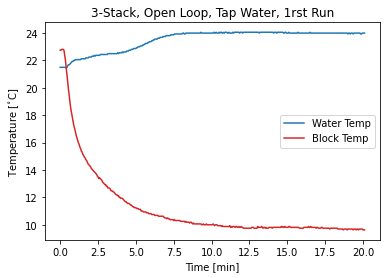 3-Stack, Open Loop, Tap Water, 1rst Run
Temperature [°C]
24
22
20
18
16
14
12
10
Water Temp
Block Temp
0.0 2.5 5.0 7.5 10.0 12.5 15.0 17.5 20.0
Time [min]